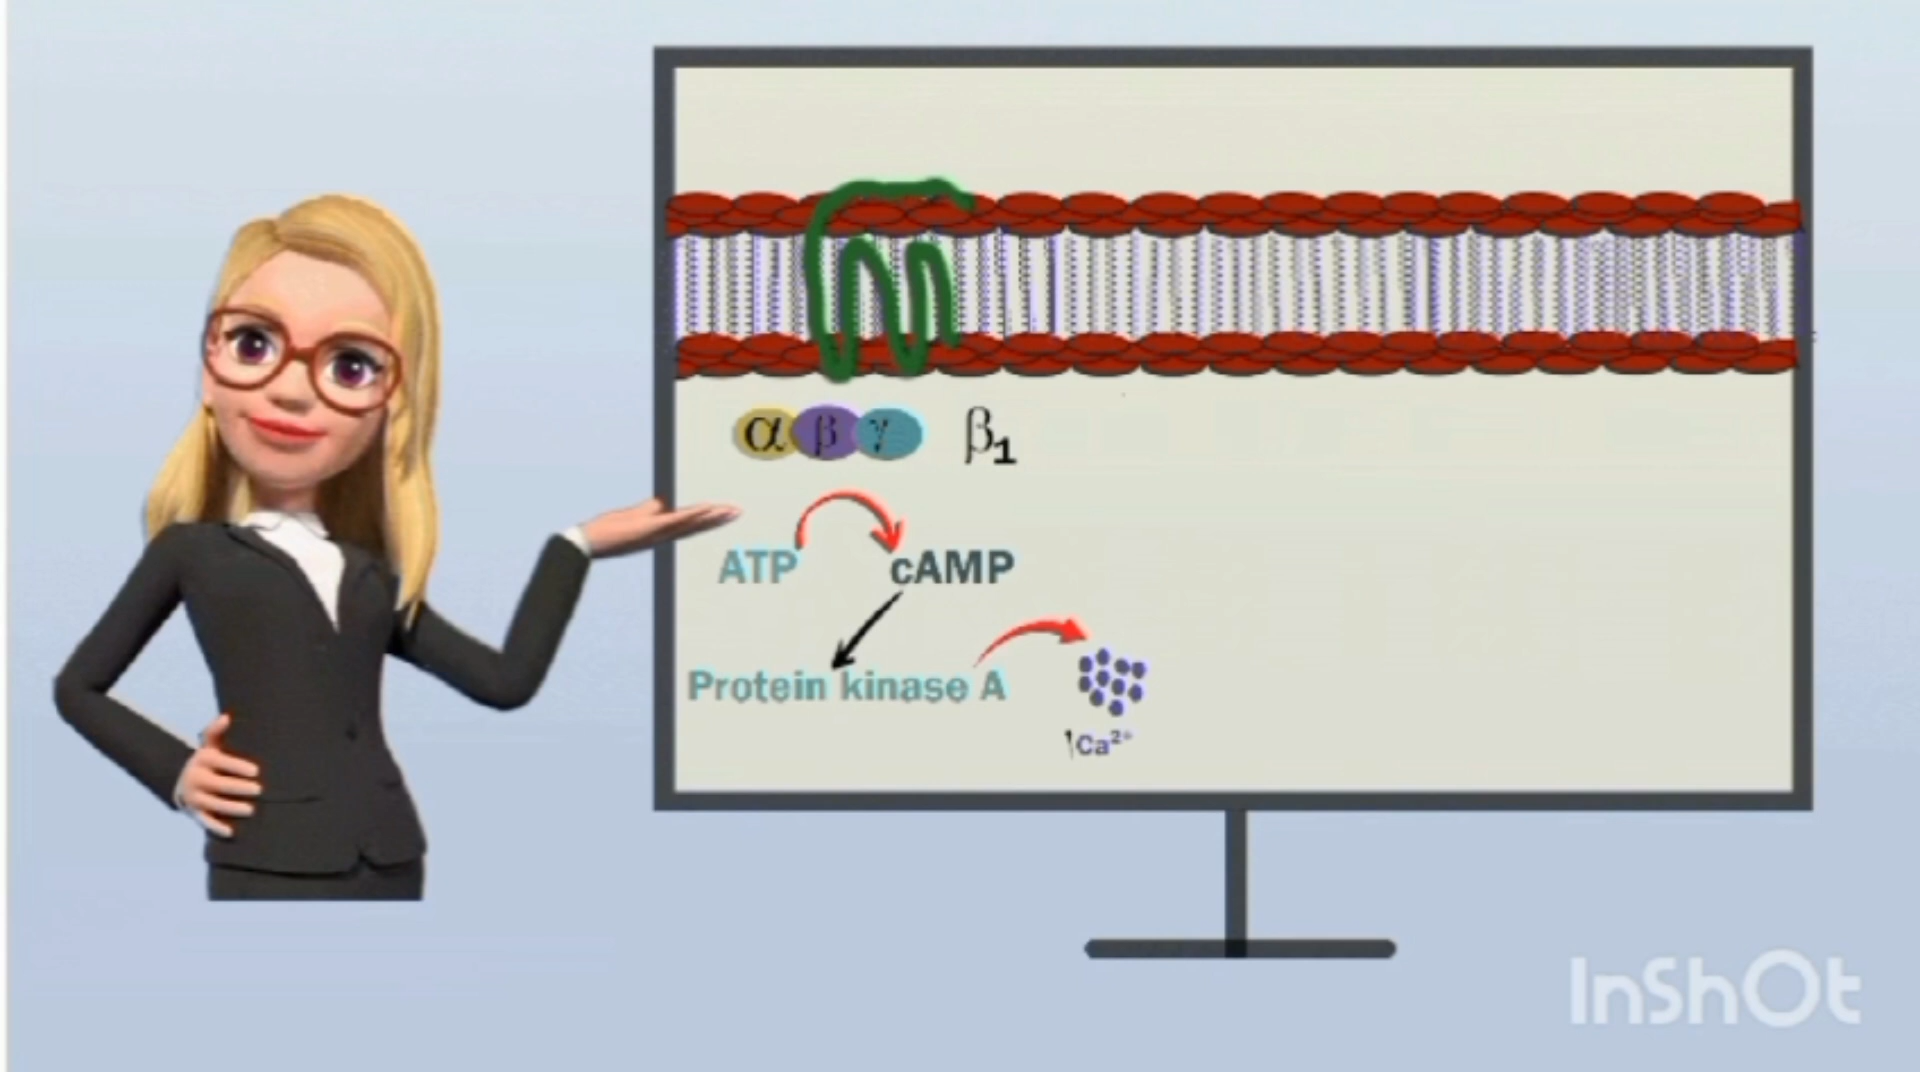 α β γ β1
ATP cAMP
Protein kinase A
Ca²⁺
InShOt